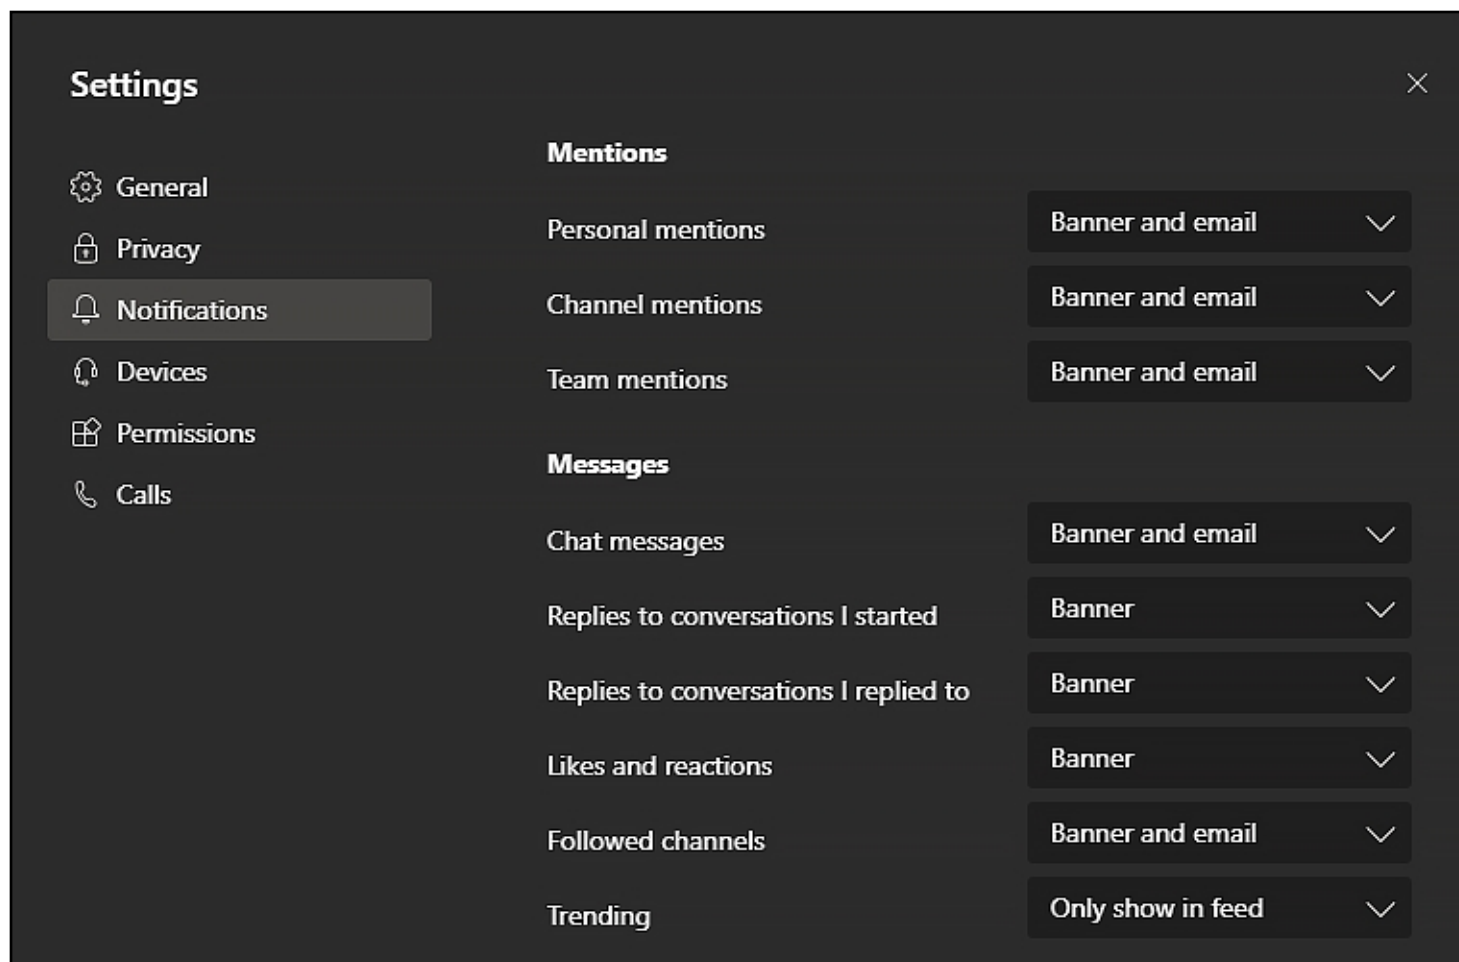 Settings
General
Privacy
Notifications
Devices
Permissions
Calls
Mentions
Personal mentions Banner and email
Channel mentions Banner and email
Team mentions Banner and email
Messages
Chat messages Banner and email
Replies to conversations I started Banner
Replies to conversations I replied to Banner
Likes and reactions Banner
Followed channels Banner and email
Trending Only show in feed